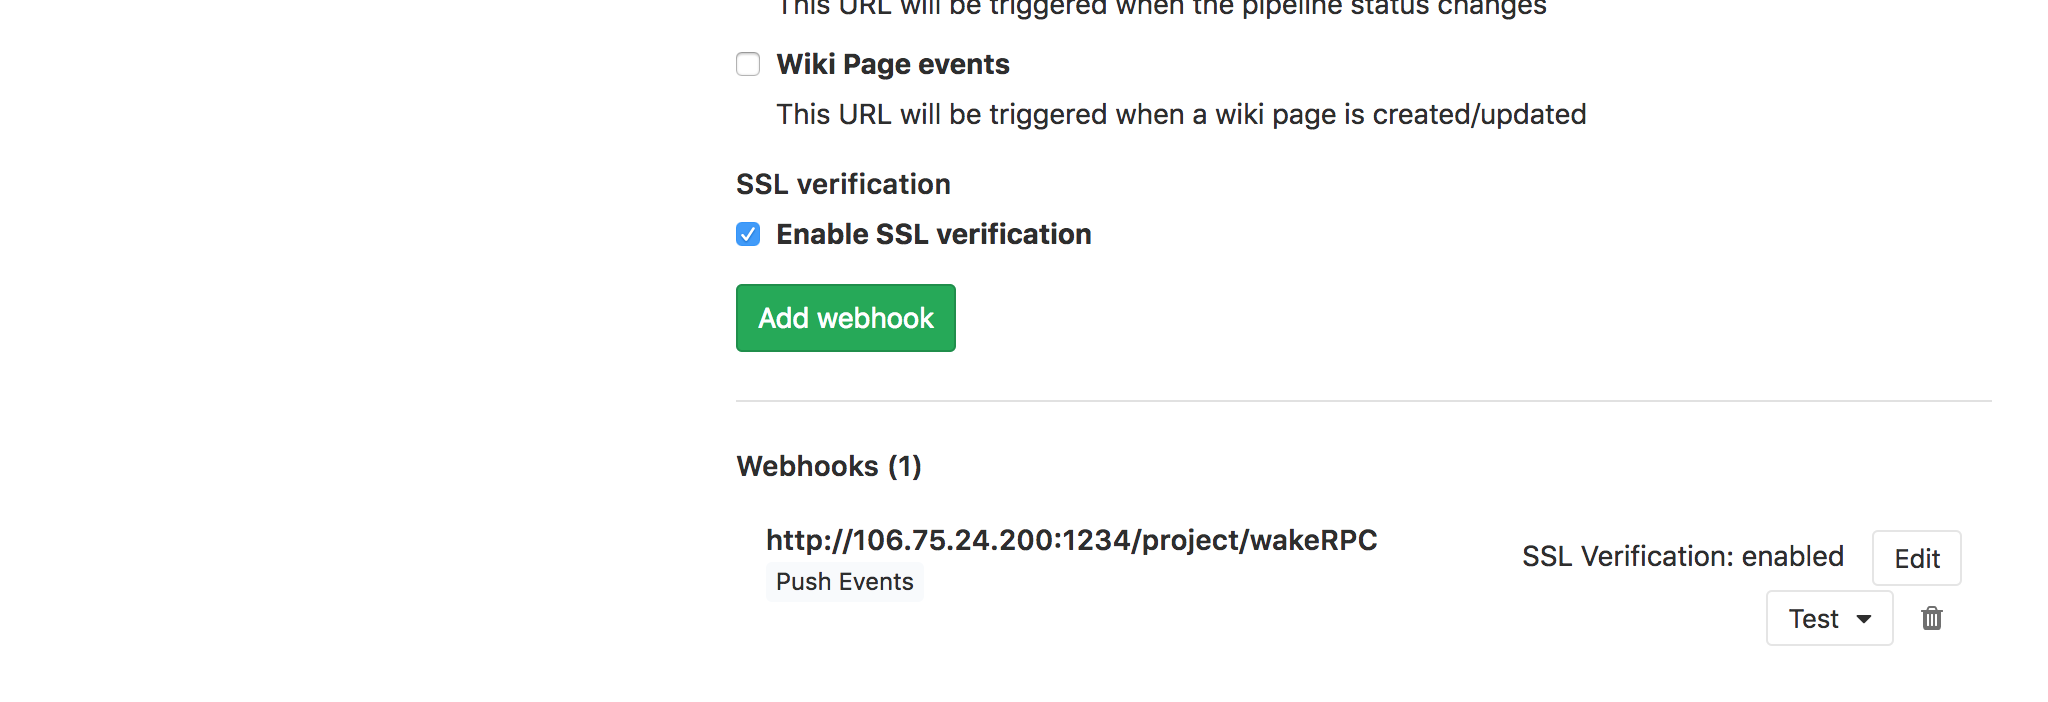 This URL will be triggered when the pipeline status changes
Wiki Page events
This URL will be triggered when a wiki page is created/updated
SSL verification
Enable SSL verification
Add webhook
Webhooks (1)
http://106.75.24.200:1234/project/wakeRPC
Push Events
SSL Verification: enabled
Edit
Test